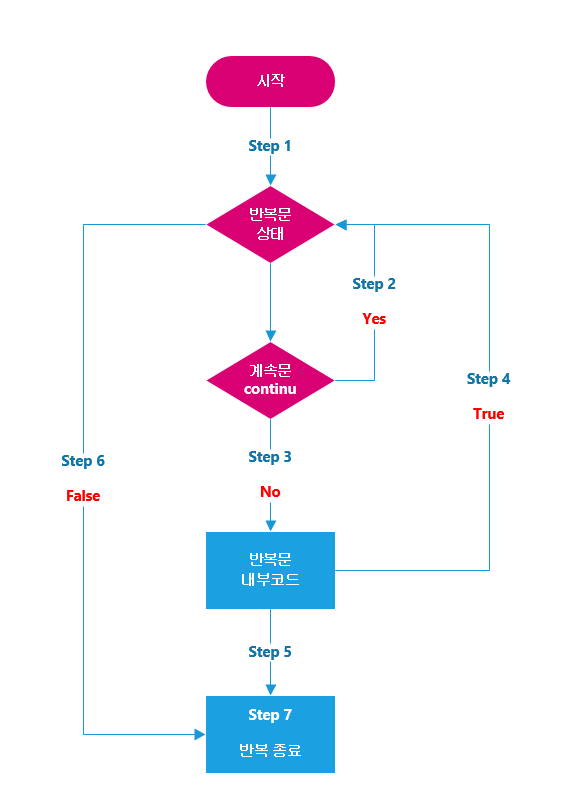 시작
Step 1
반복문
상태
Step 2
Yes
계속문
continu
Step 4
True
Step 3
No
Step 6
False
반복문
내부코드
Step 5
Step 7
반복 종료